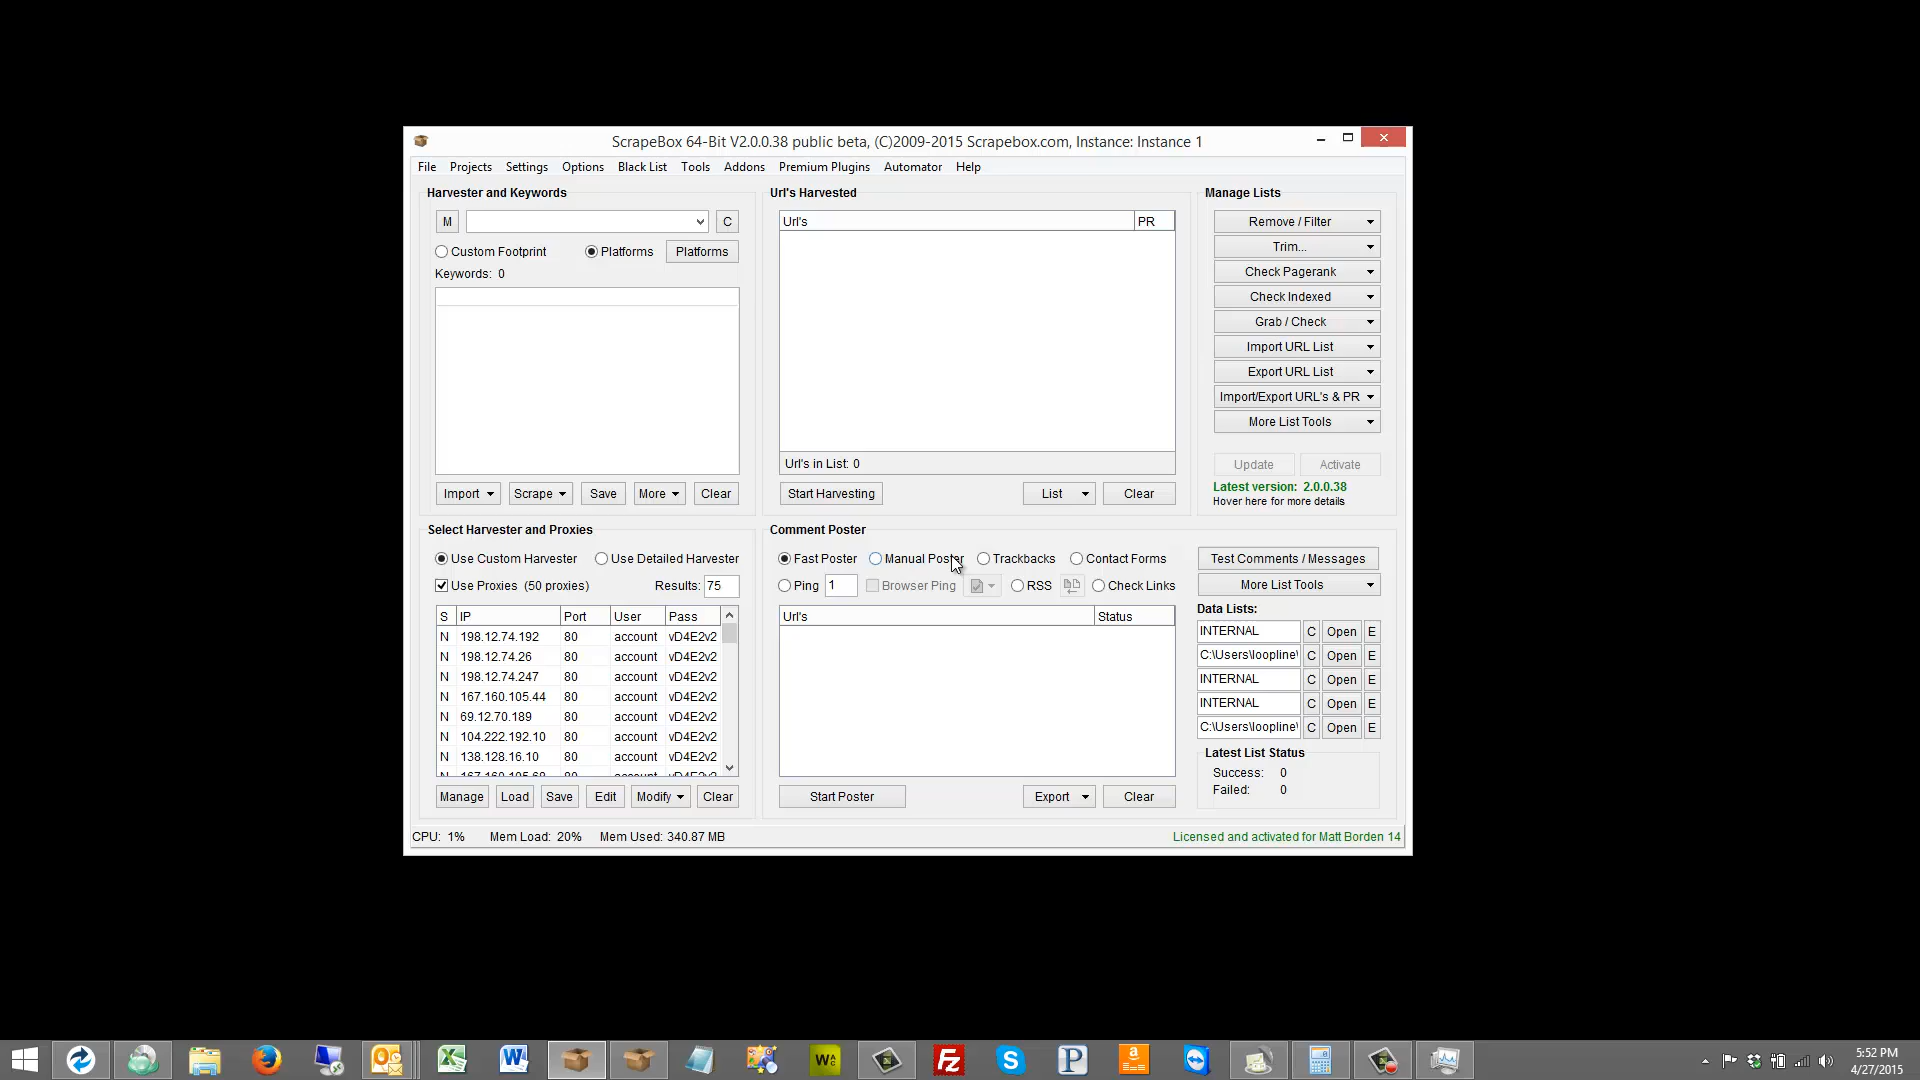 ScrapeBox 64-Bit V2.0.0.38 public beta, (C)2009-2015 Scrapebox.com, Instance: Instance 1
File Projects Settings Options Black List Tools Addons Premium Plugins Automator Help
Harvester and Keywords
M
C
Custom Footprint Platforms Platforms
Keywords: 0
Import Scrape Save More Clear
Url's Harvested
Url's PR
Url's in List: 0
Start Harvesting List Clear
Manage Lists
Remove / Filter
Trim...
Check Pagerank
Check Indexed
Grab / Check
Import URL List
Export URL List
Import/Export URL's & PR
More List Tools
Update Activate
Latest version: 2.0.0.38
Hover here for more details
Select Harvester and Proxies
Use Custom Harvester Use Detailed Harvester
Use Proxies (50 proxies) Results: 75
S IP Port User Pass
N 198.12.74.192 80 account vD4E2v2
N 198.12.74.26 80 account vD4E2v2
N 198.12.74.247 80 account vD4E2v2
N 167.160.105.44 80 account vD4E2v2
N 69.12.70.189 80 account vD4E2v2
N 104.222.192.10 80 account vD4E2v2
N 138.128.16.10 80 account vD4E2v2
Manage Load Save Edit Modify Clear
Comment Poster
Fast Poster Manual Poster Trackbacks Contact Forms
Ping 1 Browser Ping RSS Check Links
Url's Status
Start Poster Export Clear
Test Comments / Messages
More List Tools
Data Lists:
INTERNAL C Open E
C:\Users\loopline\ C Open E
INTERNAL C Open E
INTERNAL C Open E
C:\Users\loopline\ C Open E
Latest List Status
Success: 0
Failed: 0
CPU: 1% Mem Load: 20% Mem Used: 340.87 MB
Licensed and activated for Matt Borden 14
5:52 PM
4/27/2015